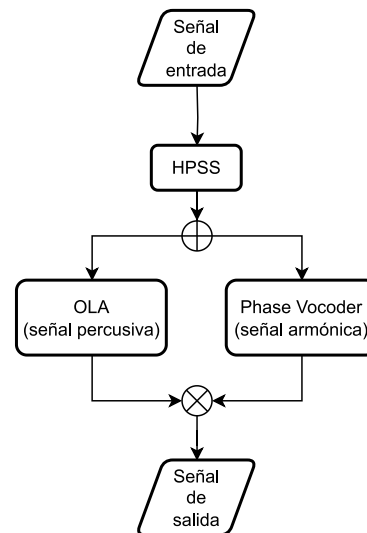 Señal
de
entrada
HPSS
OLA
(señal percusiva)
Phase Vocoder
(señal armónica)
Señal
de
salida